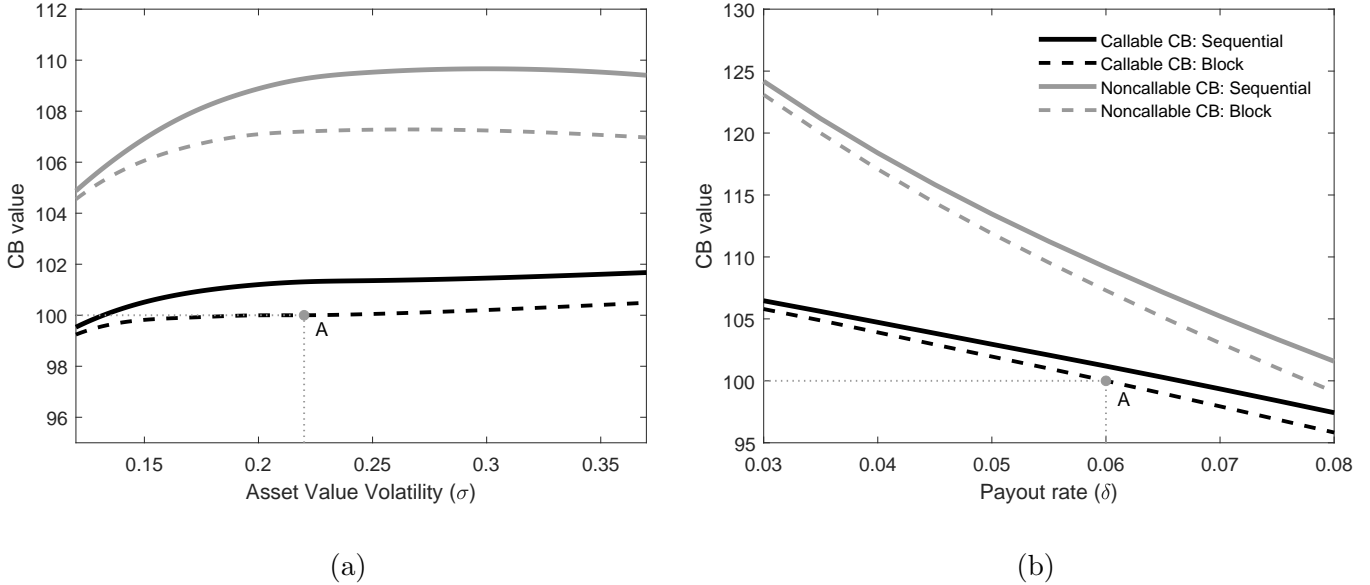 110
108
106
104
102
100
98
96
CB value
A
0.15
0.2
0.25
0.3
0.35
Asset Value Volatility (σ)
(a)
130
125
120
115
110
105
100
95
CB value
Callable CB: Sequential
Callable CB: Block
Noncallable CB: Sequential
Noncallable CB: Block
A
0.03
0.04
0.05
0.06
0.07
0.08
Payout rate (δ)
(b)